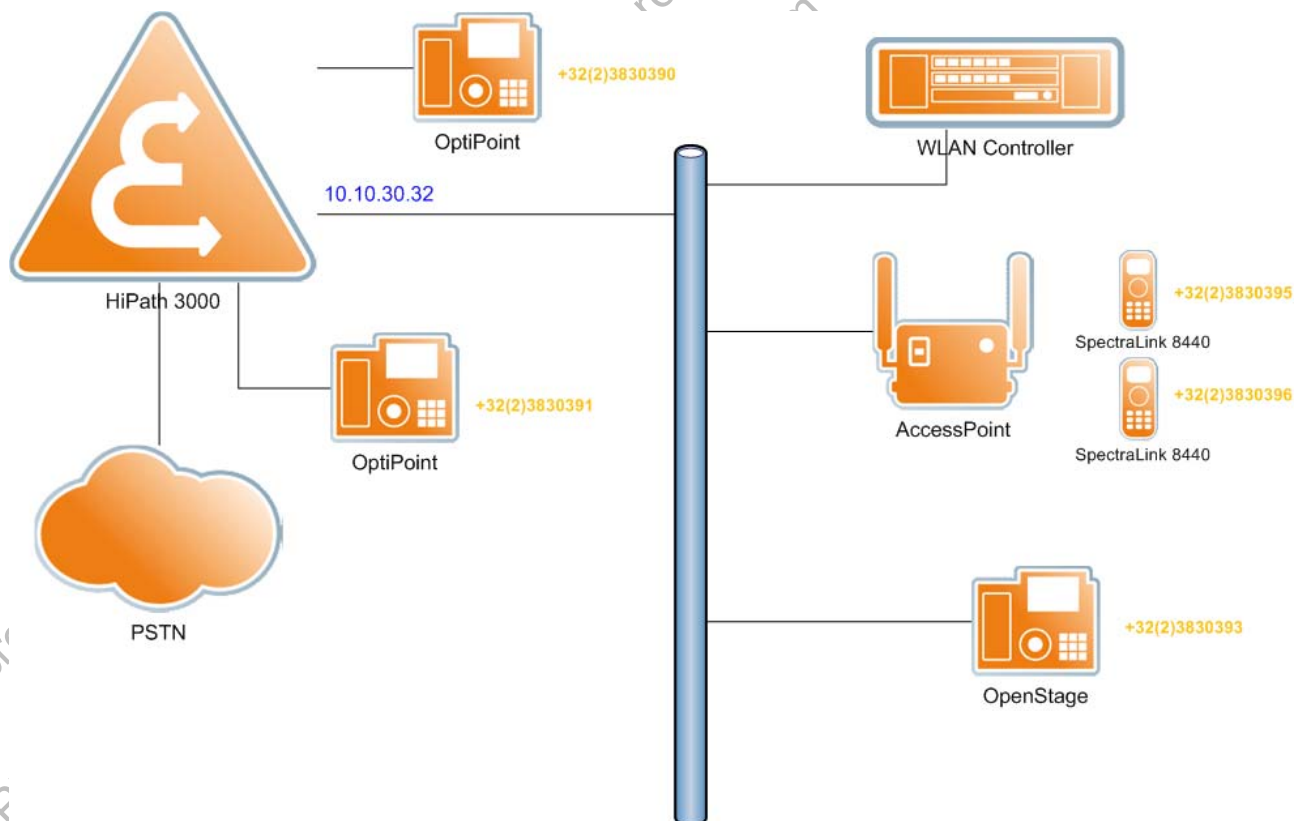 +32(2)3830390
OptiPoint
WLAN Controller
10.10.30.32
HiPath 3000
+32(2)3830395
SpectraLink 8440
+32(2)3830391
+32(2)3830396
AccessPoint
SpectraLink 8440
OptiPoint
PSTN
+32(2)3830393
OpenStage